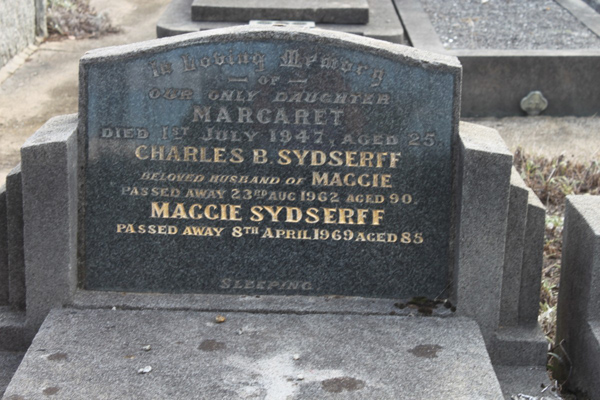 In Loving Memory
— OF —
OUR ONLY DAUGHTER
MARGARET
DIED 1ST JULY 1947, AGED 25
CHARLES B. SYDSERFF
BELOVED HUSBAND OF MAGGIE
PASSED AWAY 23RD AUG 1962 AGED 90
MAGGIE SYDSERFF
PASSED AWAY 8TH APRIL 1969 AGED 85
SLEEPING